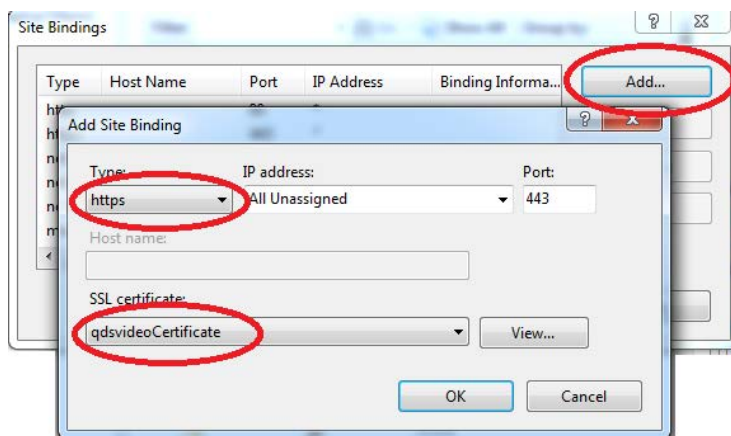 Site Bindings
Type Host Name Port IP Address Binding Informa... Add...
Add Site Binding
Type: IP address: Port:
https All Unassigned 443
Host name:
SSL certificate:
qdsvideoCertificate View...
OK Cancel